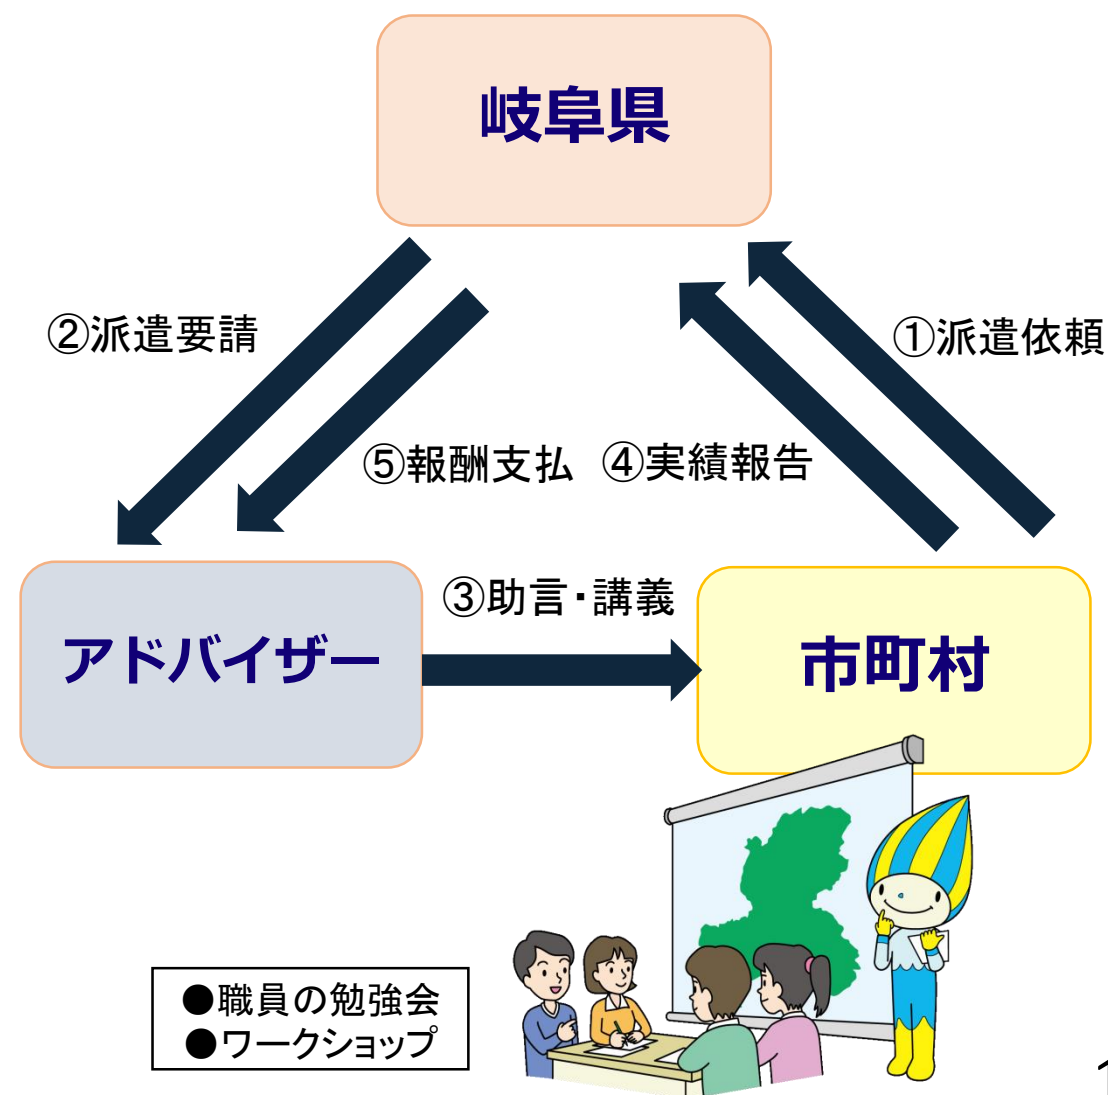 岐阜県
②派遣要請
①派遣依頼
⑤報酬支払
④実績報告
③助言・講義
アドバイザー
市町村
●職員の勉強会
●ワークショップ